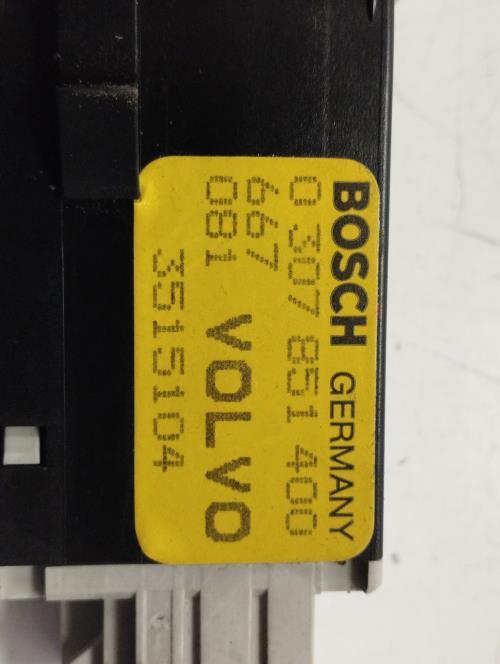 BOSCH GERMANY
0 307 851 400
667
081 VOLVO
3515104